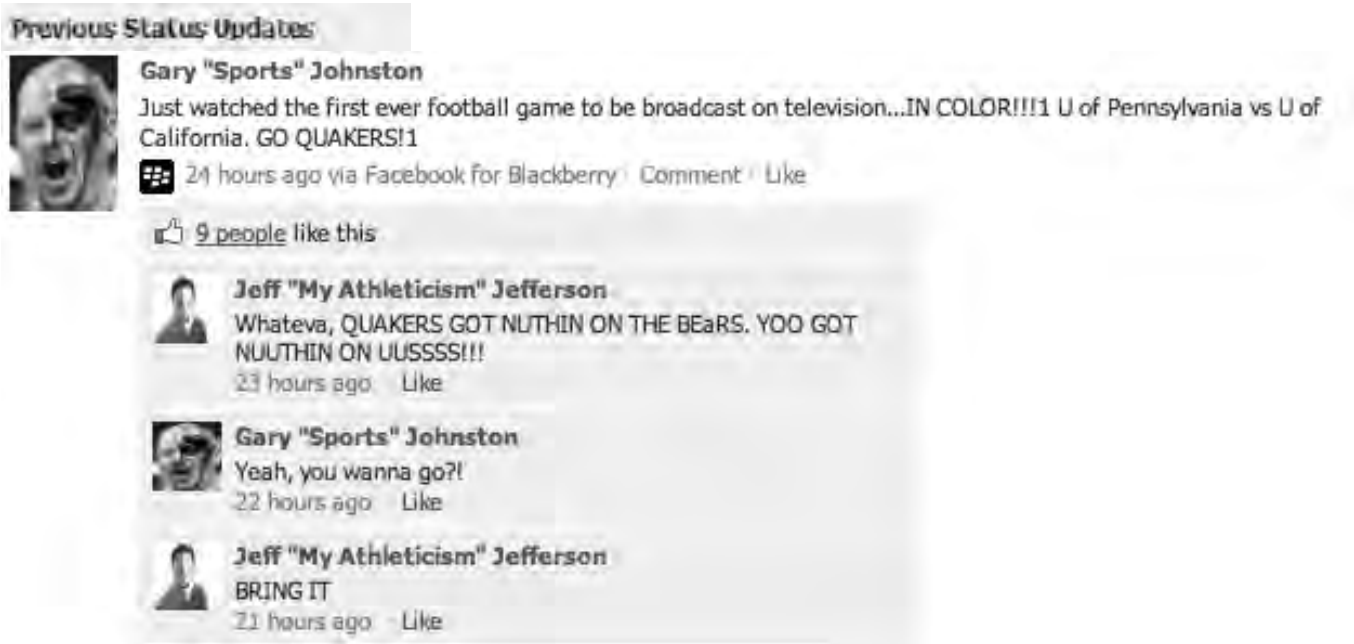 Previous Status Updates
Gary "Sports" Johnston
Just watched the first ever football game to be broadcast on television...IN COLOR!!!1 U of Pennsylvania vs U of
California. GO QUAKERS!1
24 hours ago via Facebook for Blackberry · Comment · Like
9 people like this
Jeff "My Athleticism" Jefferson
Whateva, QUAKERS GOT NUTHIN ON THE BEaRS. YOO GOT
NUUTHIN ON UUSSSS!!!
23 hours ago · Like
Gary "Sports" Johnston
Yeah, you wanna go?!
22 hours ago · Like
Jeff "My Athleticism" Jefferson
BRING IT
21 hours ago · Like